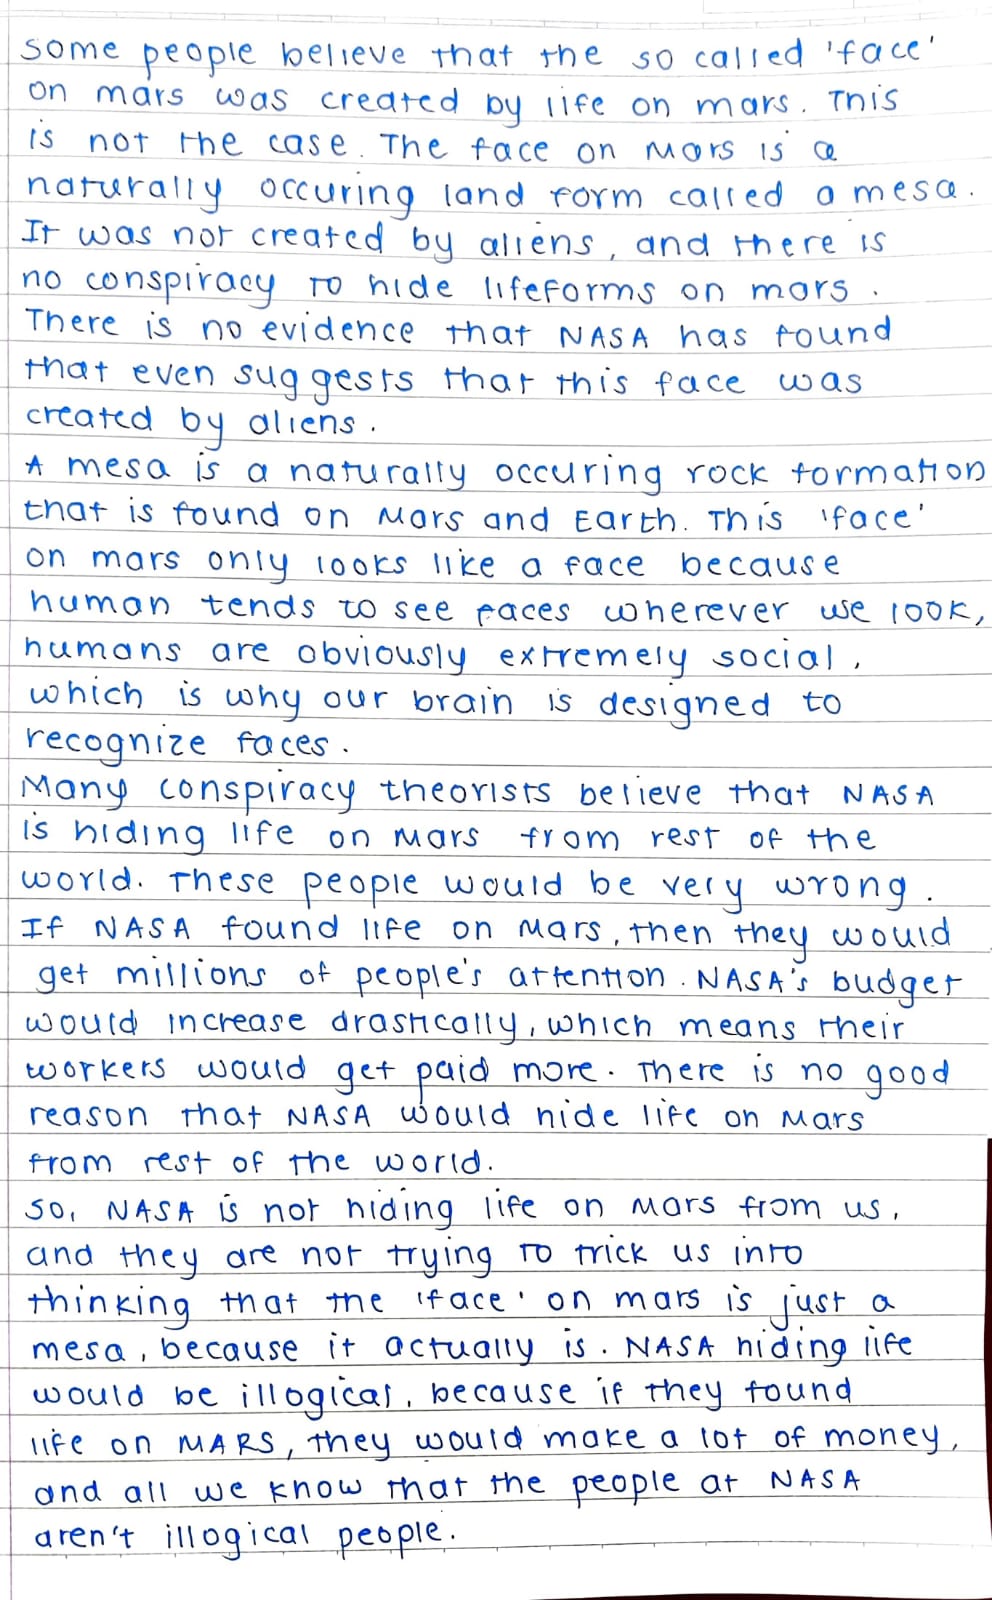 some people believe that the so called 'face'
on mars was created by life on mars. This
is not the case. The face on Mars is a
naturally occuring land form called a mesa.
It was not created by aliens, and there is
no conspiracy to hide lifeforms on mars.
There is no evidence that NASA has found
that even suggests that this face was
created by aliens.
A mesa is a naturally occuring rock formation
that is found on Mars and Earth. This 'face'
on mars only looks like a face because
human tends to see faces wherever we look,
humans are obviously extremely social,
which is why our brain is designed to
recognize faces.
Many conspiracy theorists believe that NASA
is hiding life on Mars from rest of the
world. These people would be very wrong.
If NASA found life on Mars, then they would
get millions of people's attention. NASA's budget
would increase drastically, which means their
workers would get paid more. There is no good
reason that NASA would hide life on Mars
from rest of the world.
So, NASA is not hiding life on Mars from us,
and they are not trying to trick us into
thinking that the 'face' on mars is just a
mesa, because it actually is. NASA hiding life
would be illogical, because if they found
life on MARS, they would make a lot of money,
and all we know that the people at NASA
aren't illogical people.